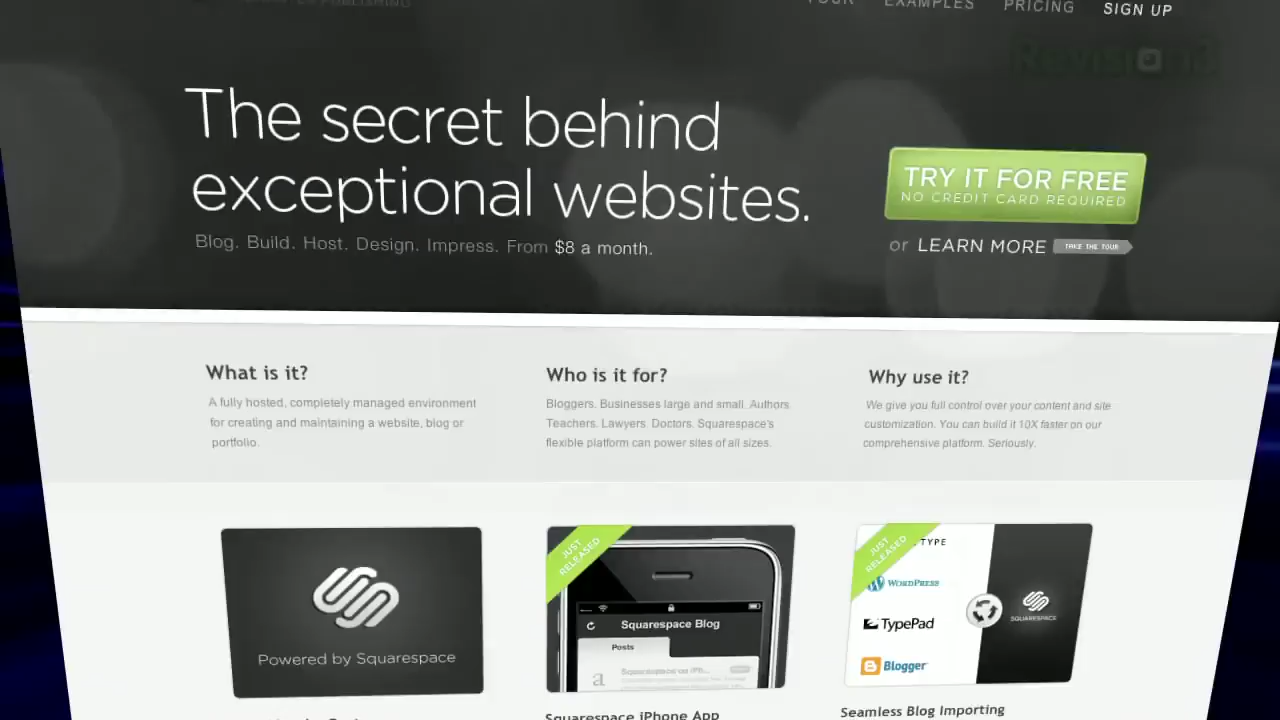 TOUR EXAMPLES PRICING SIGN UP
Revision3
The secret behind
exceptional websites.
Blog. Build. Host. Design. Impress. From $8 a month.
TRY IT FOR FREE
NO CREDIT CARD REQUIRED
or LEARN MORE TAKE THE TOUR
What is it?
A fully hosted, completely managed environment
for creating and maintaining a website, blog or
portfolio.
Who is it for?
Bloggers. Businesses large and small. Authors.
Teachers. Lawyers. Doctors. Squarespace's
flexible platform can power sites of all sizes.
Why use it?
We give you full control over your content and site
customization. You can build it 10X faster on our
comprehensive platform. Seriously.
Powered by Squarespace
JUST
RELEASED
Squarespace Blog
Posts
a
Squarespace iPhone App
JUST
RELEASED
TYPE
WORDPRESS
TypePad
Blogger
SQUARESPACE
Seamless Blog Importing